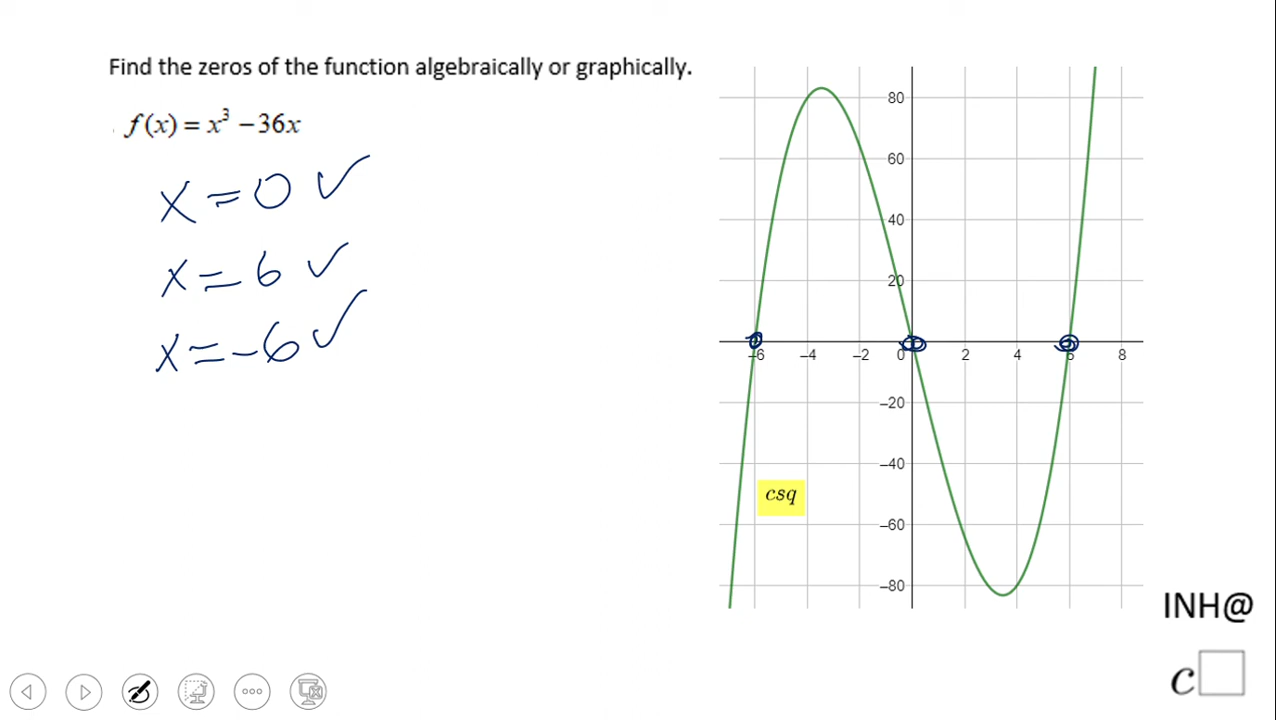 Find the zeros of the function algebraically or graphically.
f(x) = x³ − 36x
x = 0 ✓
x = 6 ✓
x = −6 ✓
80
60
40
20
−6 −4 −2 0 2 4 6 8
−20
−40
csq
−60
−80
INH@
c